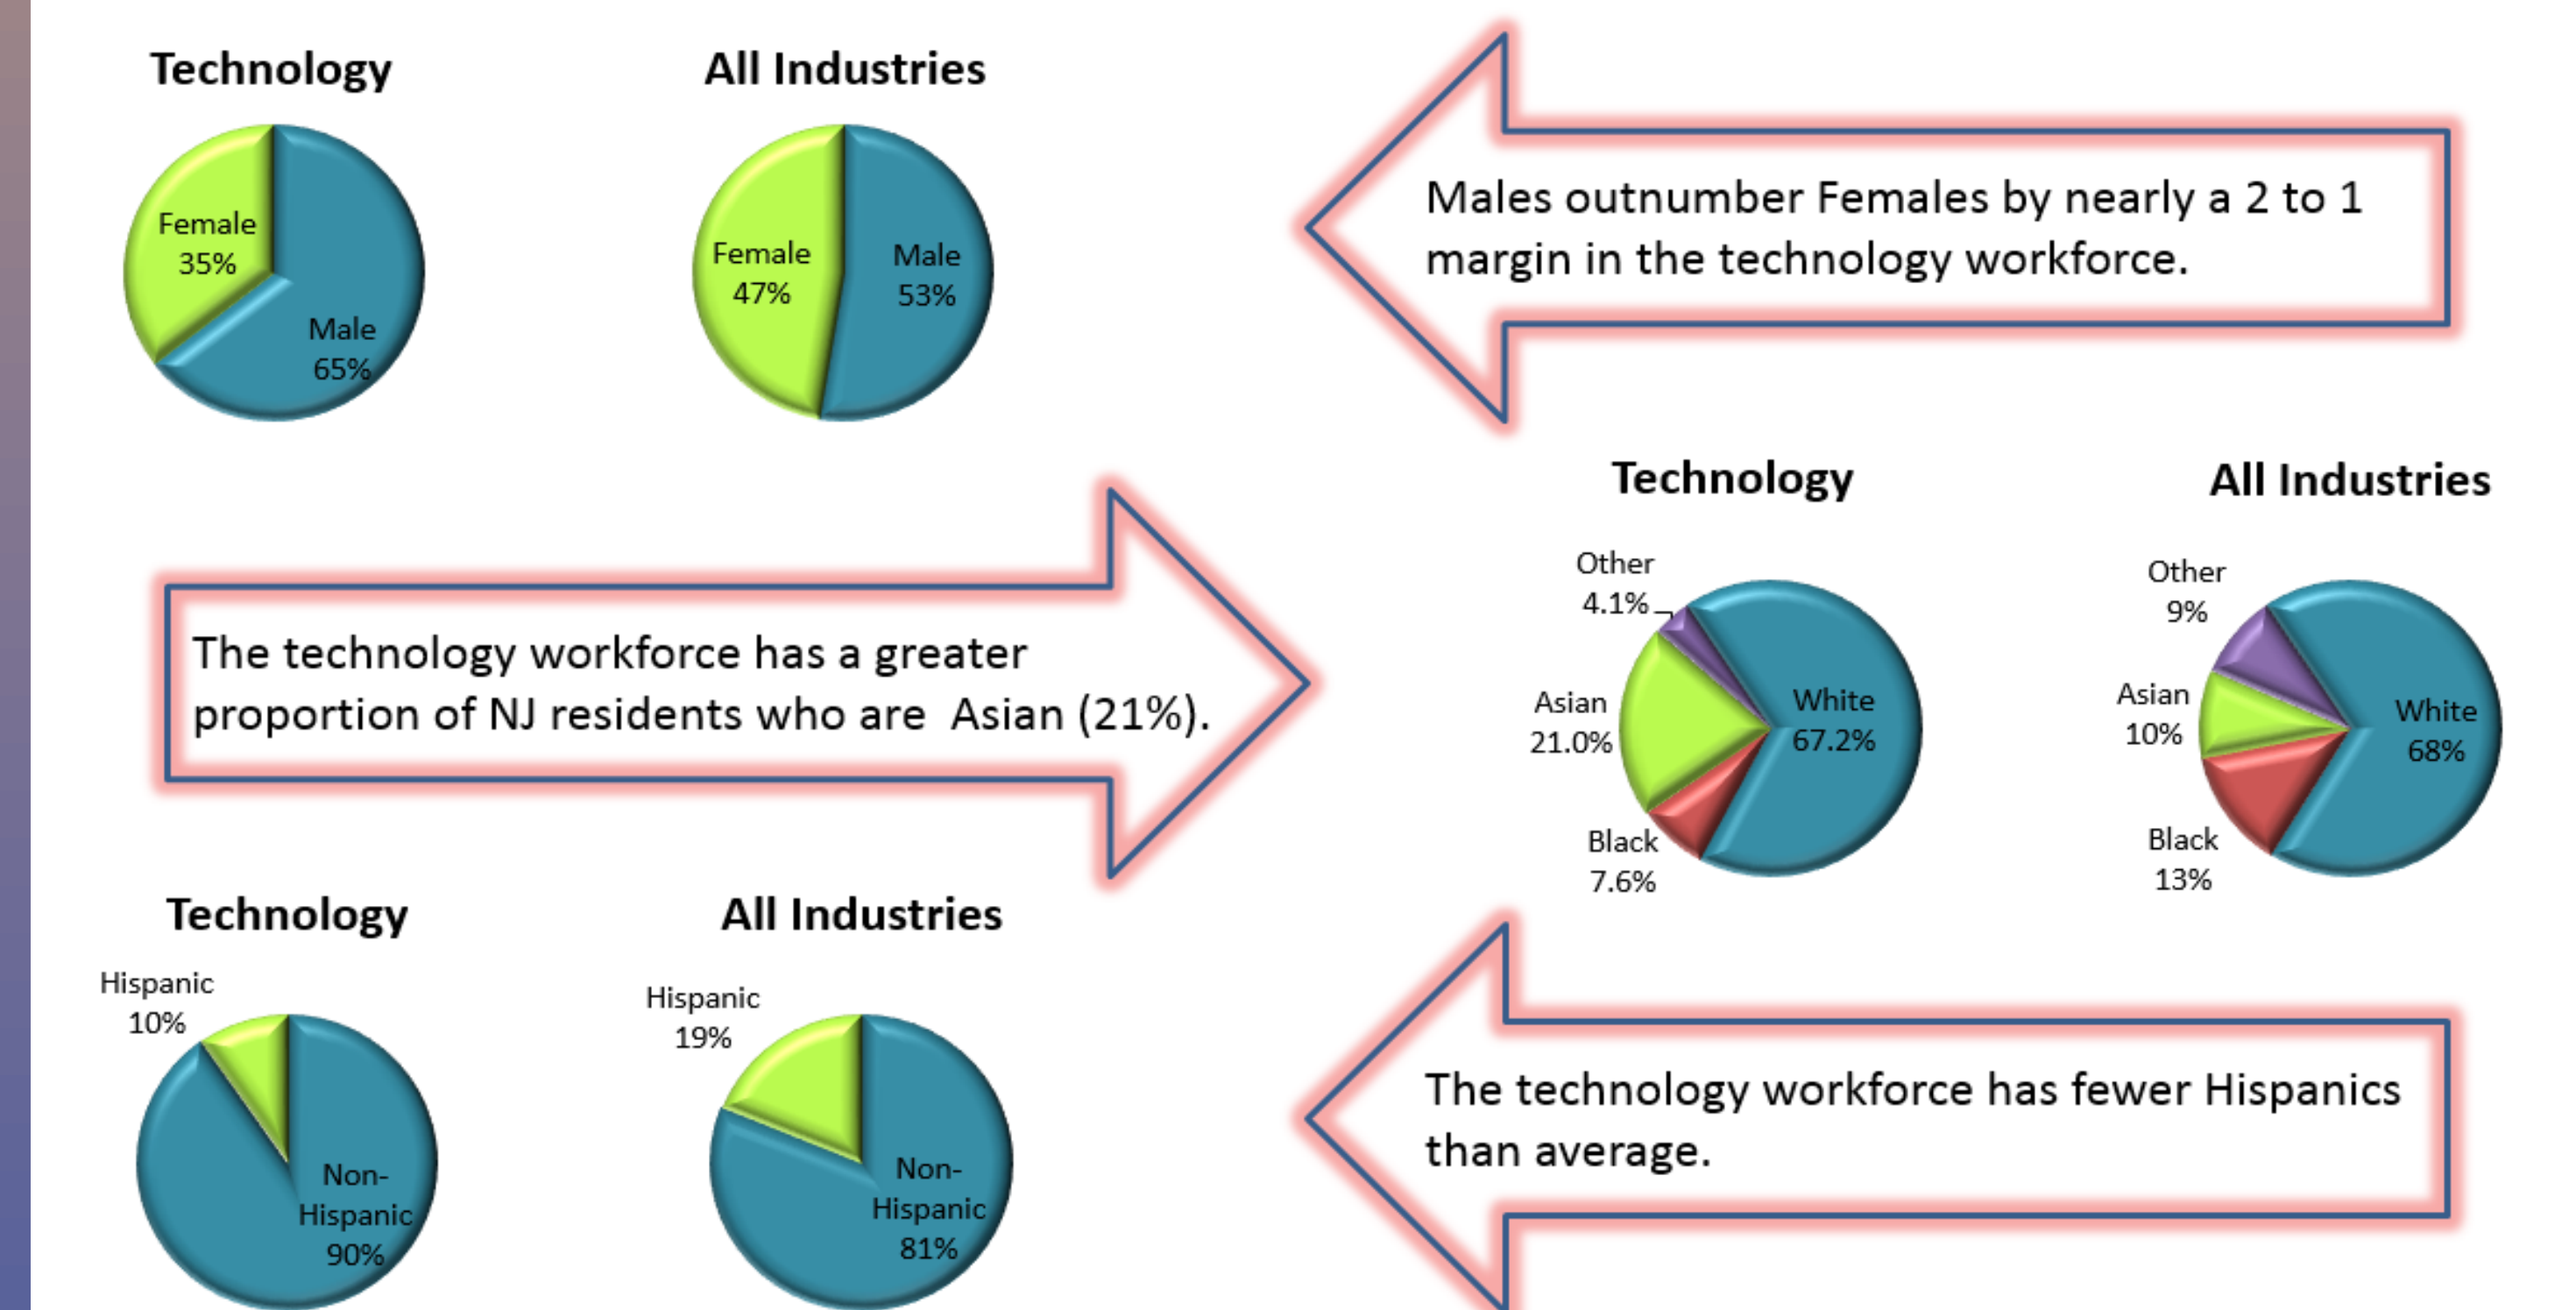 Technology
All Industries
Female
35%
Male
65%
Female
47%
Male
53%
Males outnumber Females by nearly a 2 to 1
margin in the technology workforce.
The technology workforce has a greater
proportion of NJ residents who are  Asian (21%).
Technology
All Industries
Other
4.1%
Asian
21.0%
White
67.2%
Black
7.6%
Other
9%
Asian
10%
White
68%
Black
13%
Technology
All Industries
Hispanic
10%
Non-
Hispanic
90%
Hispanic
19%
Non-
Hispanic
81%
The technology workforce has fewer Hispanics
than average.